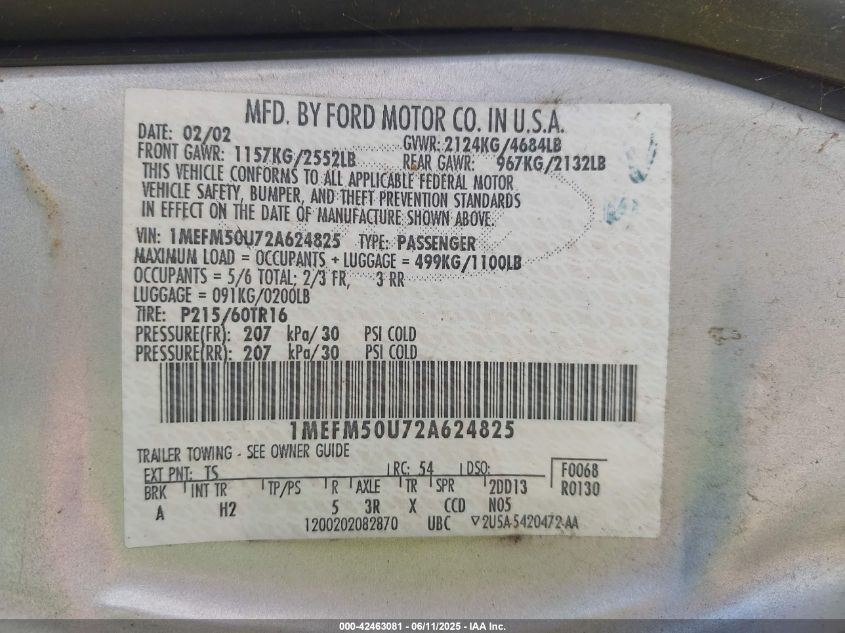 MFD. BY FORD MOTOR CO. IN U.S.A.
DATE: 02/02 GVWR: 2124KG/4684LB
FRONT GAWR: 1157KG/2552LB REAR GAWR: 967KG/2132LB
THIS VEHICLE CONFORMS TO ALL APPLICABLE FEDERAL MOTOR
VEHICLE SAFETY, BUMPER, AND THEFT PREVENTION STANDARDS
IN EFFECT ON THE DATE OF MANUFACTURE SHOWN ABOVE.
VIN: 1MEFM50U72A624825 TYPE: PASSENGER
MAXIMUM LOAD = OCCUPANTS + LUGGAGE = 499KG/1100LB
OCCUPANTS = 5/6 TOTAL; 2/3 FR, 3 RR
LUGGAGE = 091KG/0200LB
TIRE: P215/60TR16
PRESSURE(FR): 207 kPa/30 PSI COLD
PRESSURE(RR): 207 kPa/30 PSI COLD
1MEFM50U72A624825
TRAILER TOWING - SEE OWNER GUIDE
EXT PNT: TS RC: 54 DSO: F0068
BRK INT TR TP/PS R AXLE TR SPR 2DD13 R0130
A H2 5 3R X CCD N05
1200202082870 UBC ▽2U5A-5420472-AA
000-42463081 - 06/11/2025 - IAA Inc.